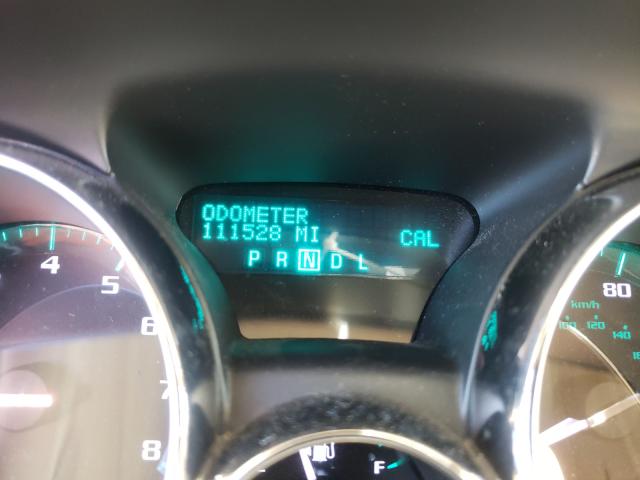 ODOMETER
111528 MI
CAL
P R N D L
4
5
6
7
8
80
km/h
100 120
140
F